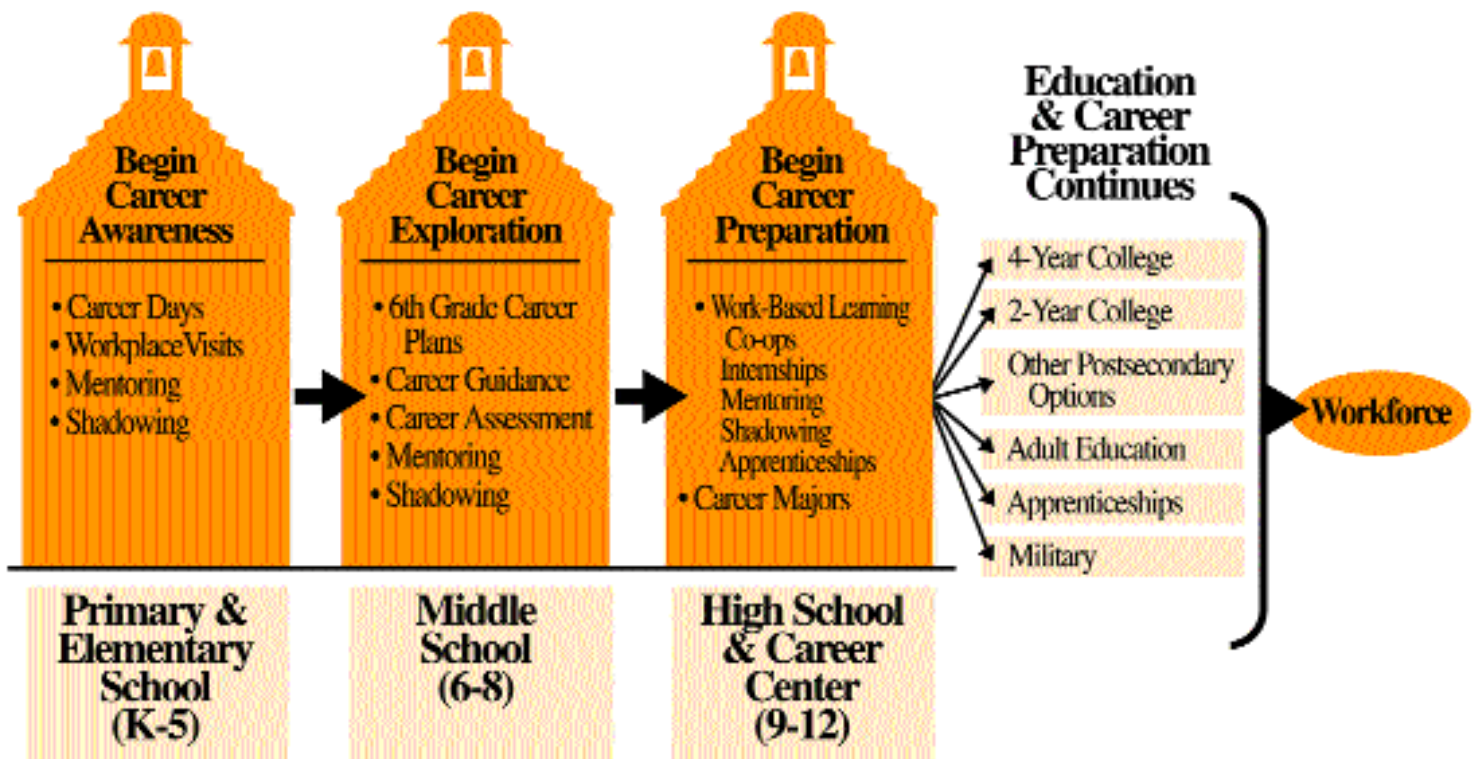 Begin
Career
Awareness
• Career Days
• WorkplaceVisits
• Mentoring
• Shadowing
Primary &
Elementary
School
(K-5)
Begin
Career
Exploration
• 6th Grade Career
Plans
• Career Guidance
• Career Assessment
• Mentoring
• Shadowing
Middle
School
(6-8)
Begin
Career
Preparation
• Work-Based Learning
Co-ops
Internships
Mentoring
Shadowing
Apprenticeships
• Career Majors
High School
& Career
Center
(9-12)
Education
& Career
Preparation
Continues
4-Year College
2-Year College
Other Postsecondary
Options
Adult Education
Apprenticeships
Military
Workforce